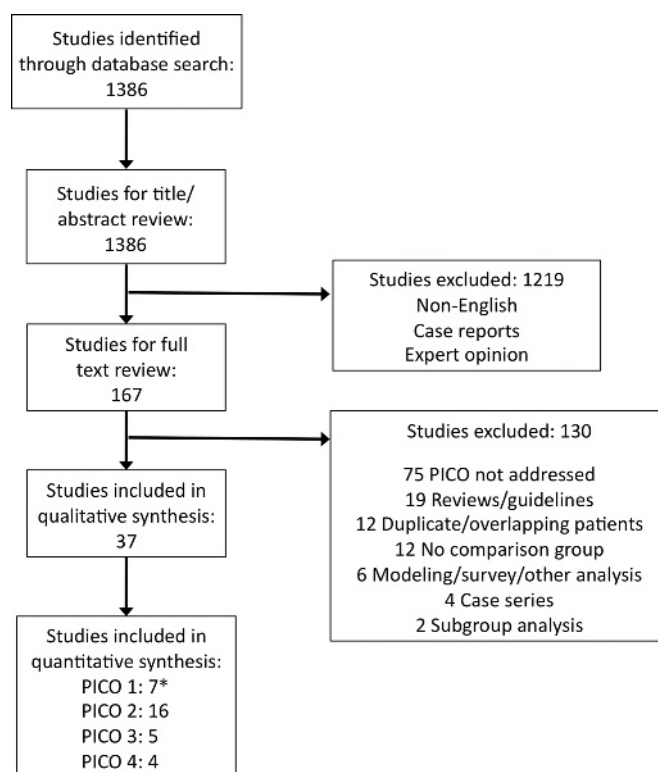 Studies identified
through database search:
1386
Studies for title/
abstract review:
1386
Studies excluded: 1219
Non-English
Case reports
Expert opinion
Studies for full
text review:
167
Studies excluded: 130
75 PICO not addressed
19 Reviews/guidelines
12 Duplicate/overlapping patients
12 No comparison group
6 Modeling/survey/other analysis
4 Case series
2 Subgroup analysis
Studies included in
qualitative synthesis:
37
Studies included in
quantitative synthesis:
PICO 1: 7*
PICO 2: 16
PICO 3: 5
PICO 4: 4